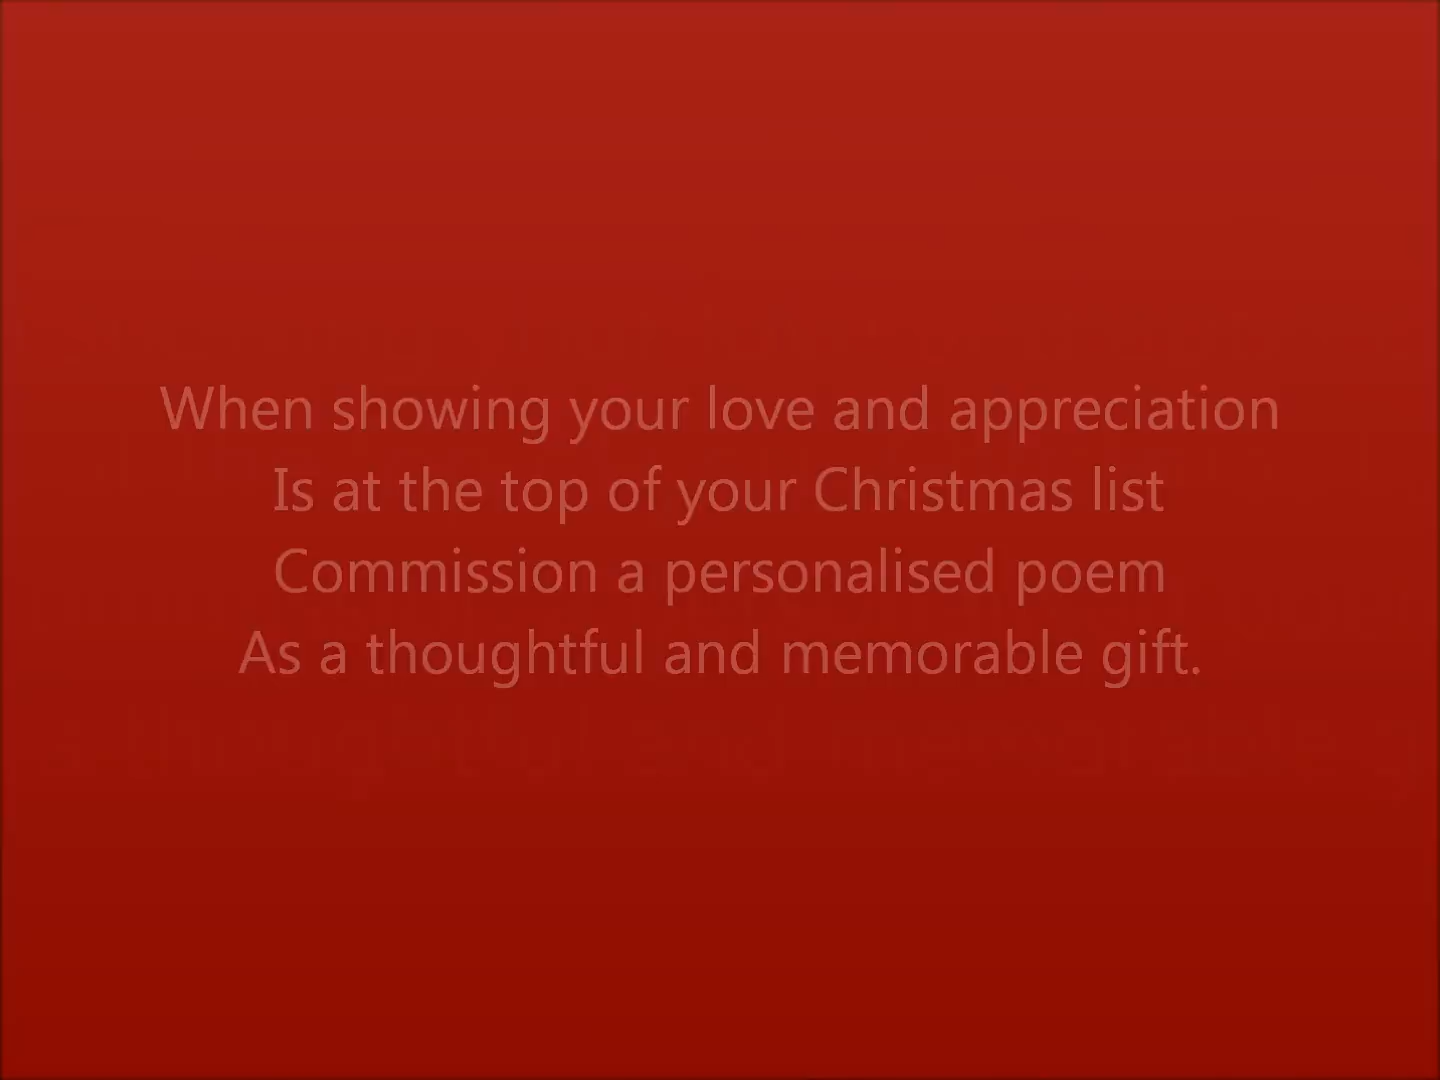 When showing your love and appreciation
Is at the top of your Christmas list
Commission a personalised poem
As a thoughtful and memorable gift.